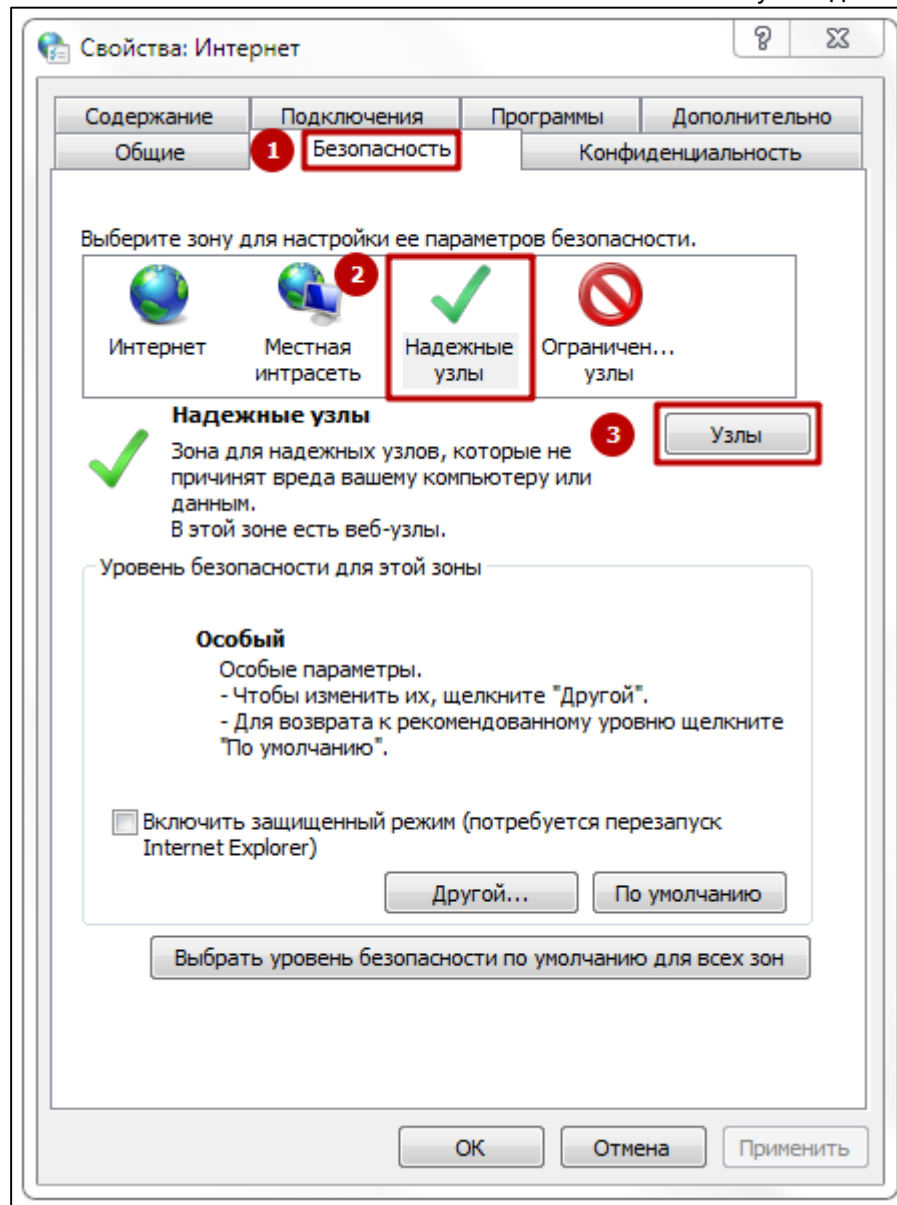 Свойства: Интернет
Содержание Подключения Программы Дополнительно
Общие 1 Безопасность Конфиденциальность
Выберите зону для настройки ее параметров безопасности.
2
Интернет Местная интрасеть Надежные узлы Ограничен... узлы
Надежные узлы
3 Узлы
Зона для надежных узлов, которые не
причинят вреда вашему компьютеру или
данным.
В этой зоне есть веб-узлы.
Уровень безопасности для этой зоны
Особый
Особые параметры.
- Чтобы изменить их, щелкните "Другой".
- Для возврата к рекомендованному уровню щелкните
"По умолчанию".
Включить защищенный режим (потребуется перезапуск
Internet Explorer)
Другой... По умолчанию
Выбрать уровень безопасности по умолчанию для всех зон
ОК Отмена Применить